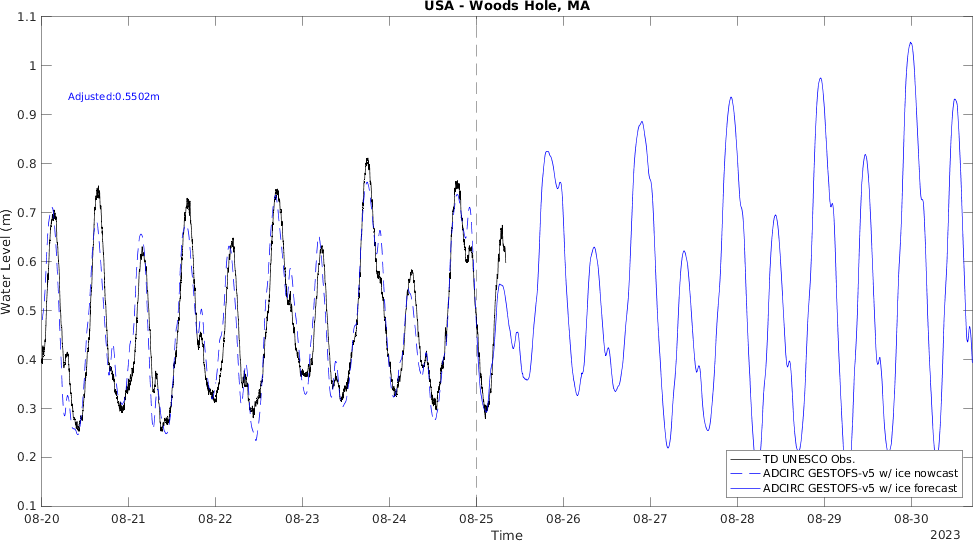 USA - Woods Hole, MA
1.1
1
0.9
0.8
0.7
0.6
0.5
0.4
0.3
0.2
0.1
Water Level (m)
Adjusted:0.5502m
TD UNESCO Obs.
ADCIRC GESTOFS-v5 w/ ice nowcast
ADCIRC GESTOFS-v5 w/ ice forecast
08-20 08-21 08-22 08-23 08-24 08-25 08-26 08-27 08-28 08-29 08-30
Time
2023